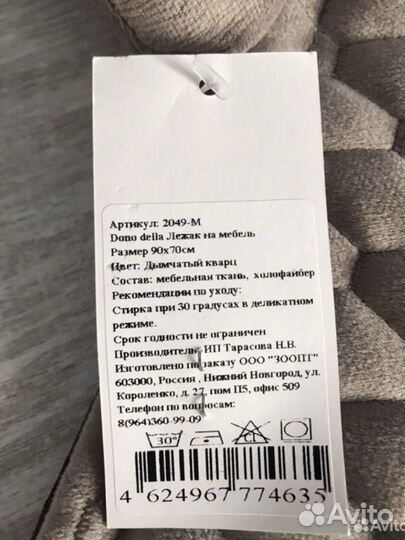 Артикул: 2049-М
Dono della Лежак на мебель
Размер 90х70см
Цвет: Дымчатый кварц
Состав: мебельная ткань, холофайбер
Рекомендации по уходу:
Стирка при 30 градусах в деликатном
режиме.
Срок годности не ограничен
Производитель ИП Тарасова Н.В.
Изготовлено по заказу ООО "ЗООПТ"
603000, Россия , Нижний Новгород, ул.
Короленко, д. 27, пом П5, офис 509
Телефон по вопросам:
8(964)360-99-09
30° Cl
4 624967 774635
Avito
Avito